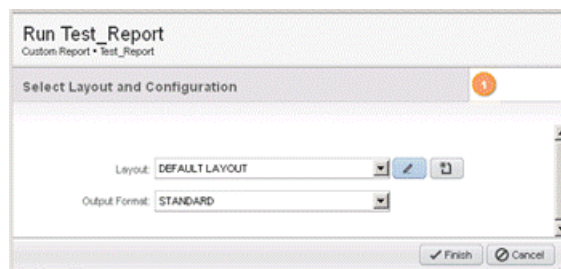 Run Test_Report
Custom Report • Test_Report
Select Layout and Configuration
1
Layout: DEFAULT LAYOUT
Output Format: STANDARD
Finish Cancel